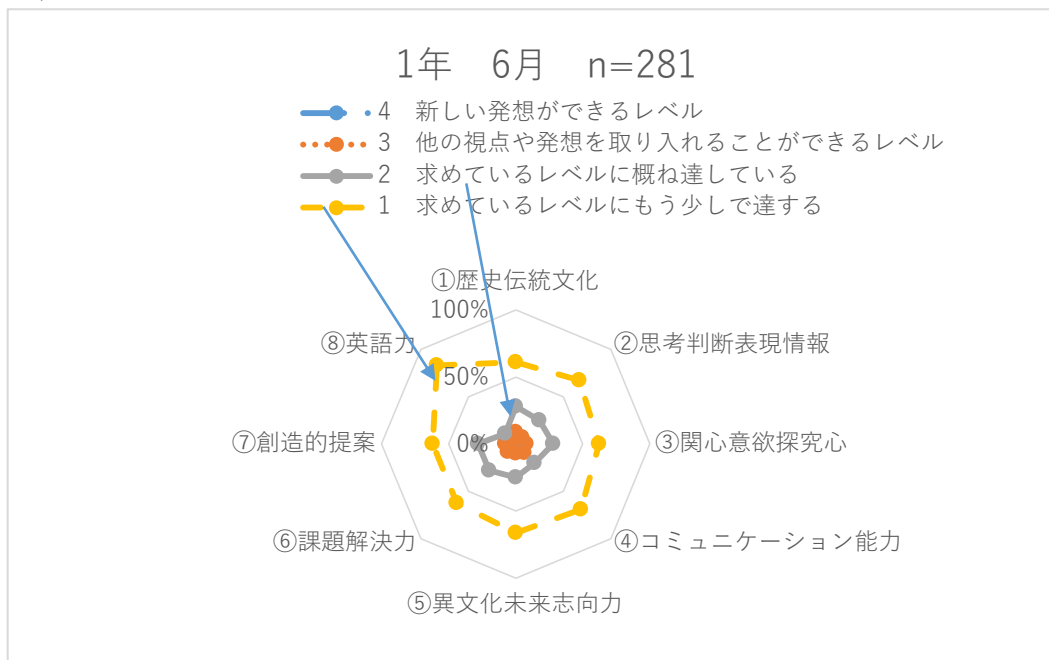 1年　6月　n=281
4　新しい発想ができるレベル
3　他の視点や発想を取り入れることができるレベル
2　求めているレベルに概ね達している
1　求めているレベルにもう少しで達する
①歴史伝統文化
100%
⑧英語力
②思考判断表現情報
50%
⑦創造的提案
0%
③関心意欲探究心
⑥課題解決力
④コミュニケーション能力
⑤異文化未来志向力